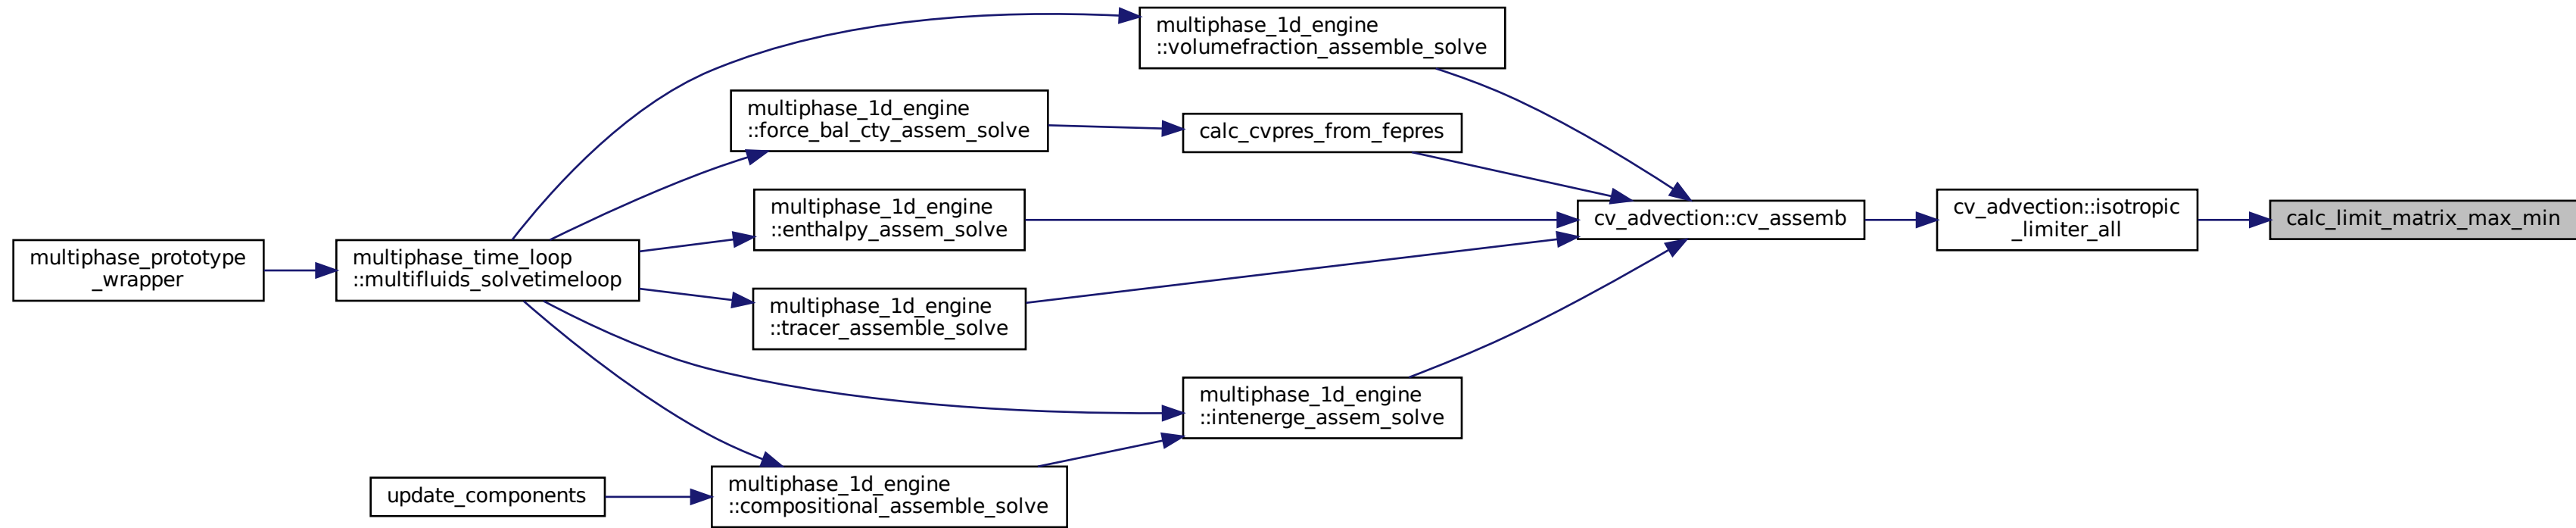 multiphase_prototype
_wrapper
multiphase_time_loop
::multifluids_solvetimeloop
multiphase_1d_engine
::volumefraction_assemble_solve
multiphase_1d_engine
::force_bal_cty_assem_solve
calc_cvpres_from_fepres
multiphase_1d_engine
::enthalpy_assem_solve
multiphase_1d_engine
::tracer_assemble_solve
multiphase_1d_engine
::intenerge_assem_solve
update_components
multiphase_1d_engine
::compositional_assemble_solve
cv_advection::cv_assemb
cv_advection::isotropic
_limiter_all
calc_limit_matrix_max_min